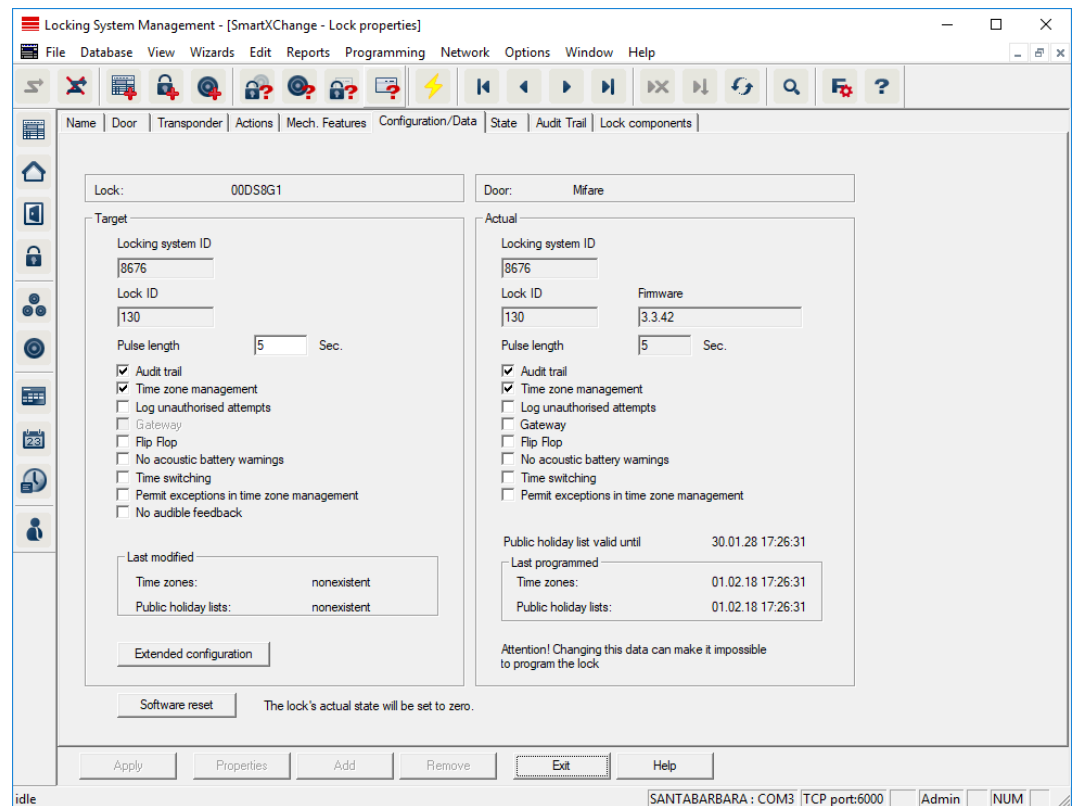 Locking System Management - [SmartXChange - Lock properties]
File Database View Wizards Edit Reports Programming Network Options Window Help
Name Door Transponder Actions Mech. Features Configuration/Data State Audit Trail Lock components
Lock: 00DS8G1
Door: Mifare
Target
Locking system ID
8676
Lock ID
130
Pulse length 5 Sec.
Audit trail
Time zone management
Log unauthorised attempts
Gateway
Flip Flop
No acoustic battery warnings
Time switching
Permit exceptions in time zone management
No audible feedback
Last modified
Time zones: nonexistent
Public holiday lists: nonexistent
Extended configuration
Actual
Locking system ID
8676
Lock ID Firmware
130 3.3.42
Pulse length 5 Sec.
Audit trail
Time zone management
Log unauthorised attempts
Gateway
Flip Flop
No acoustic battery warnings
Time switching
Permit exceptions in time zone management
Public holiday list valid until 30.01.28 17:26:31
Last programmed
Time zones: 01.02.18 17:26:31
Public holiday lists: 01.02.18 17:26:31
Attention! Changing this data can make it impossible
to program the lock
Software reset The lock's actual state will be set to zero.
Apply Properties Add Remove Exit Help
idle SANTABARBARA : COM3 TCP port:6000 Admin NUM
23